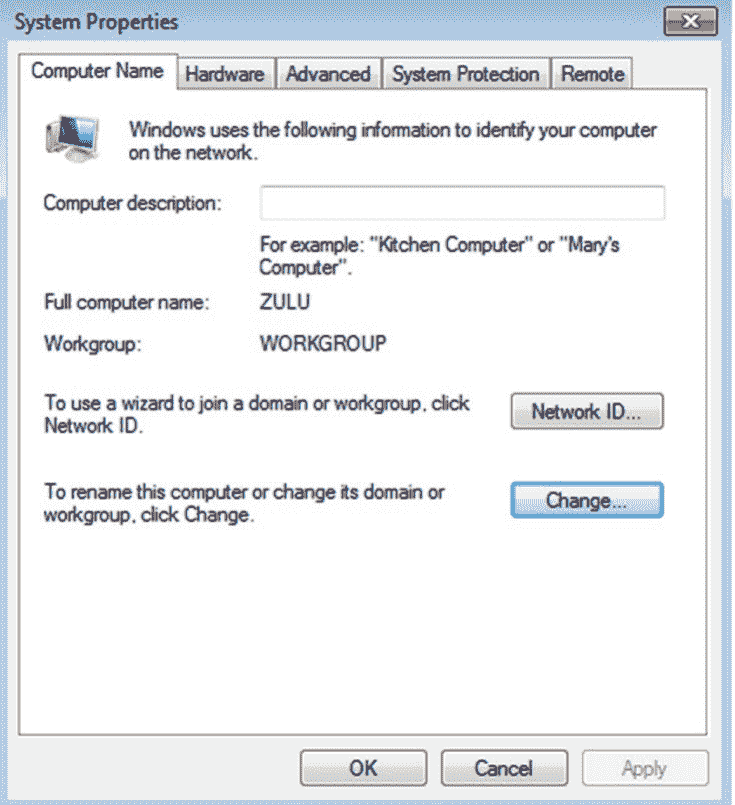 System Properties
Computer Name Hardware Advanced System Protection Remote
Windows uses the following information to identify your computer
on the network.
Computer description:
For example: "Kitchen Computer" or "Mary's
Computer".
Full computer name: ZULU
Workgroup: WORKGROUP
To use a wizard to join a domain or workgroup, click
Network ID.
Network ID...
To rename this computer or change its domain or
workgroup, click Change.
Change...
OK Cancel Apply